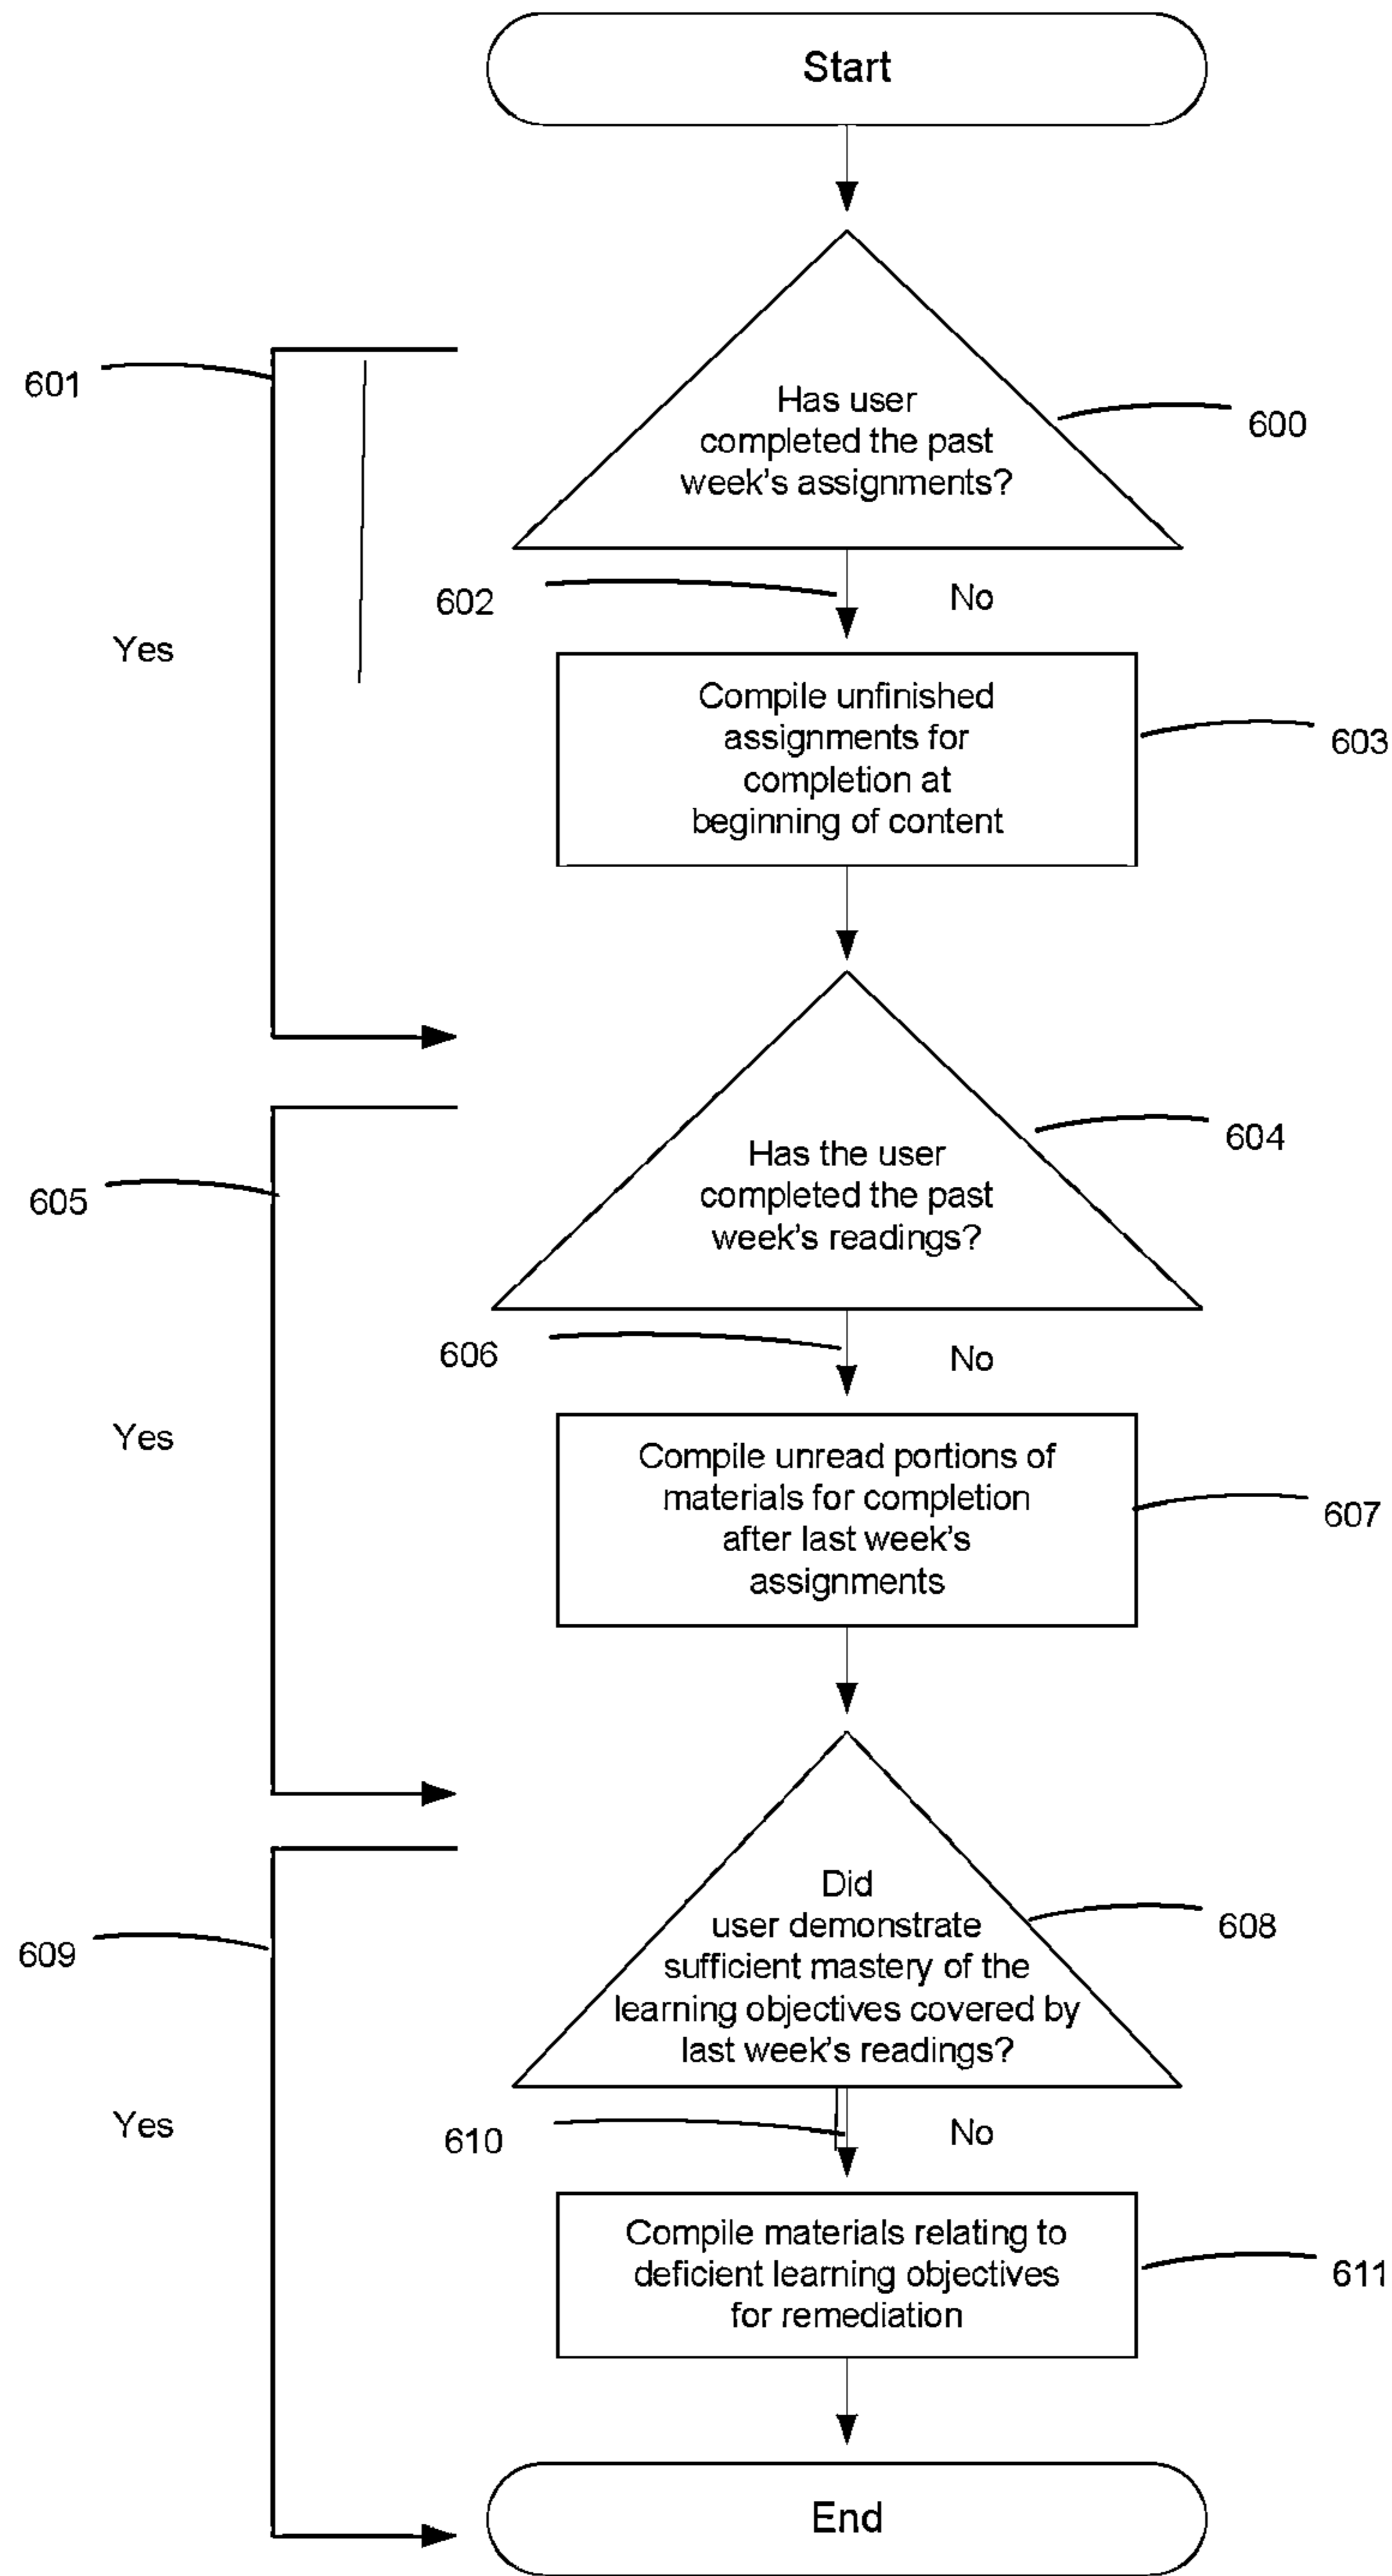 Start
Has user
completed the past
week's assignments?
600
601
602
No
Yes
Compile unfinished
assignments for
completion at
beginning of content
603
Has the user
completed the past
week's readings?
604
605
606
No
Yes
Compile unread portions of
materials for completion
after last week's
assignments
607
Did
user demonstrate
sufficient mastery of the
learning objectives covered by
last week's readings?
608
609
610
No
Yes
Compile materials relating to
deficient learning objectives
for remediation
611
End